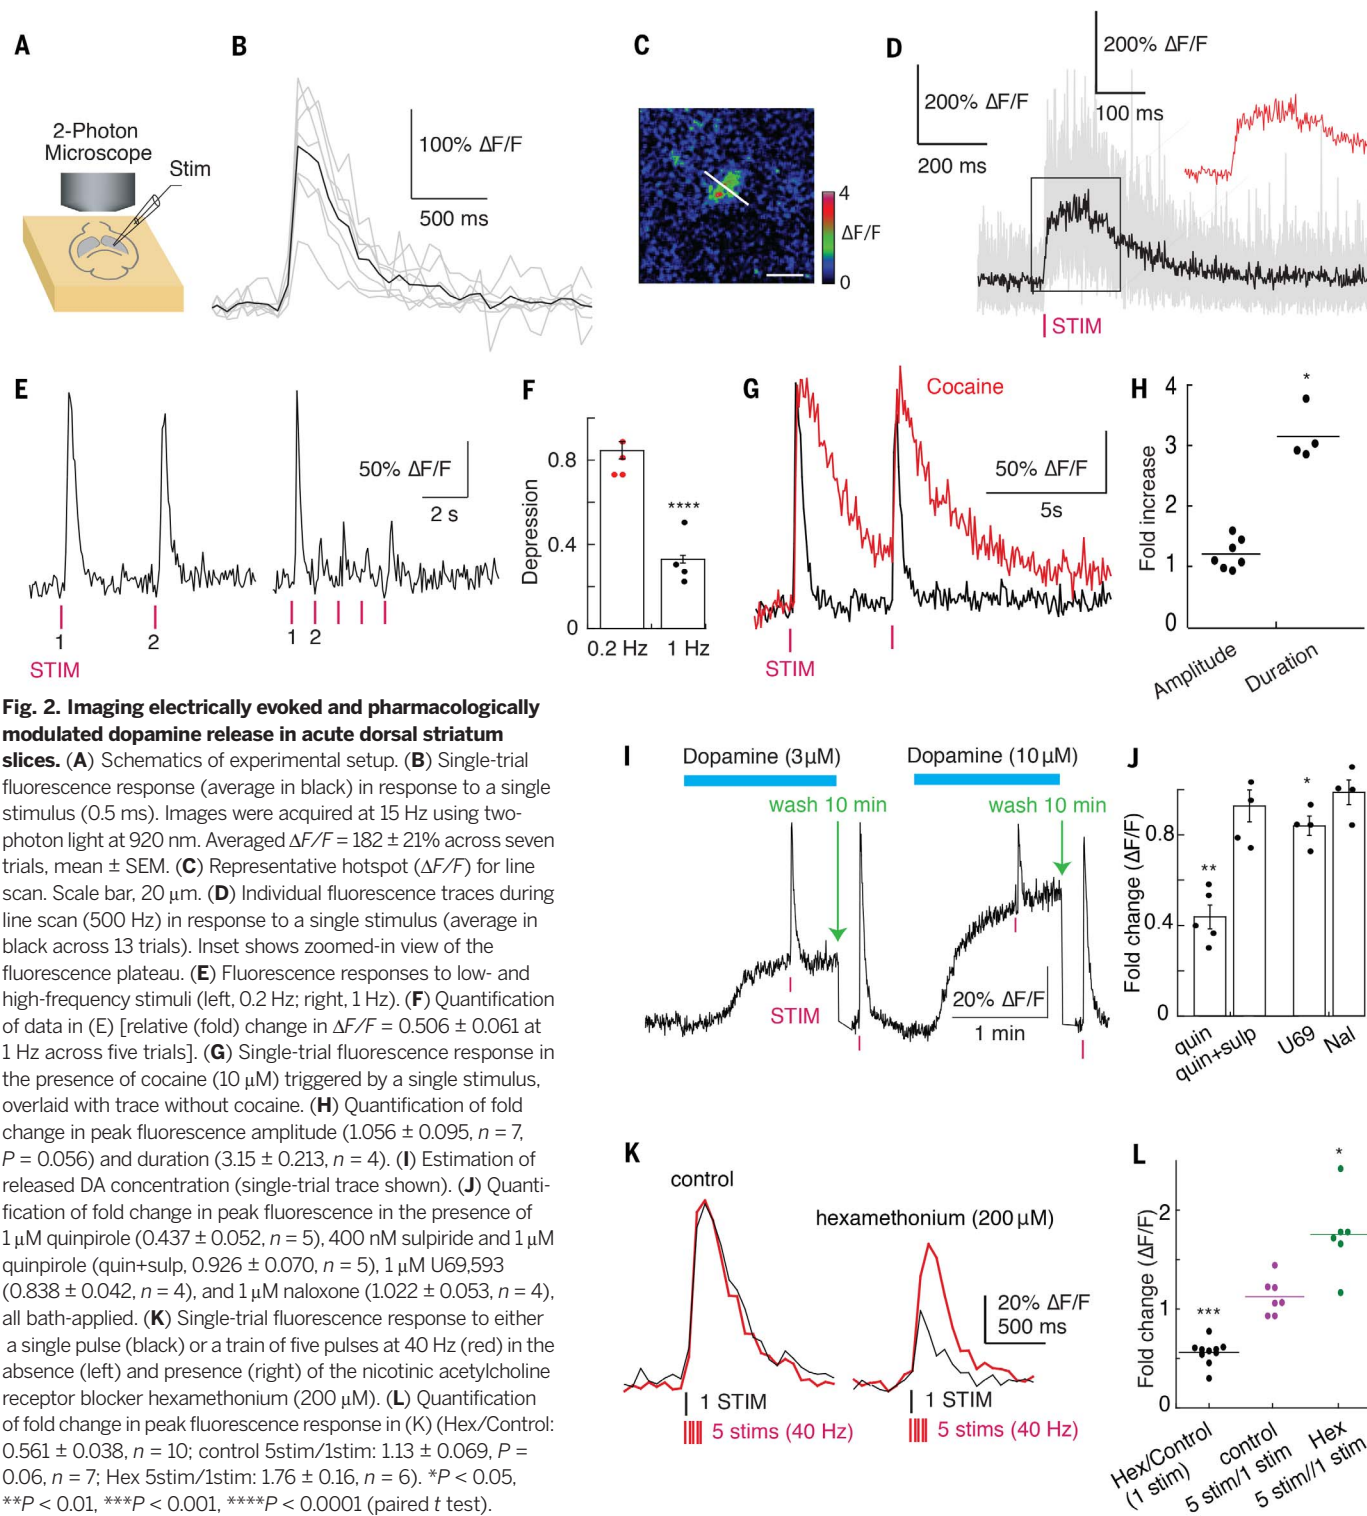 A
B
C
D
2-Photon
Microscope
Stim
100% ΔF/F
500 ms
4
ΔF/F
0
200% ΔF/F
200 ms
200% ΔF/F
100 ms
STIM
E
F
G
H
50% ΔF/F
2 s
1
2
1 2
STIM
Depression
0.8
0.4
0
****
0.2 Hz
1 Hz
Cocaine
50% ΔF/F
5s
STIM
Fold increase
4
3
2
1
0
*
Amplitude
Duration
Fig. 2. Imaging electrically evoked and pharmacologically
modulated dopamine release in acute dorsal striatum
slices. (A) Schematics of experimental setup. (B) Single-trial
fluorescence response (average in black) in response to a single
stimulus (0.5 ms). Images were acquired at 15 Hz using two-
photon light at 920 nm. Averaged ΔF/F = 182 ± 21% across seven
trials, mean ± SEM. (C) Representative hotspot (ΔF/F) for line
scan. Scale bar, 20 μm. (D) Individual fluorescence traces during
line scan (500 Hz) in response to a single stimulus (average in
black across 13 trials). Inset shows zoomed-in view of the
fluorescence plateau. (E) Fluorescence responses to low- and
high-frequency stimuli (left, 0.2 Hz; right, 1 Hz). (F) Quantification
of data in (E) [relative (fold) change in ΔF/F = 0.506 ± 0.061 at
1 Hz across five trials]. (G) Single-trial fluorescence response in
the presence of cocaine (10 μM) triggered by a single stimulus,
overlaid with trace without cocaine. (H) Quantification of fold
change in peak fluorescence amplitude (1.056 ± 0.095, n = 7,
P = 0.056) and duration (3.15 ± 0.213, n = 4). (I) Estimation of
released DA concentration (single-trial trace shown). (J) Quanti-
fication of fold change in peak fluorescence in the presence of
1 μM quinpirole (0.437 ± 0.052, n = 5), 400 nM sulpiride and 1 μM
quinpirole (quin+sulp, 0.926 ± 0.070, n = 5), 1 μM U69,593
(0.838 ± 0.042, n = 4), and 1 μM naloxone (1.022 ± 0.053, n = 4),
all bath-applied. (K) Single-trial fluorescence response to either
a single pulse (black) or a train of five pulses at 40 Hz (red) in the
absence (left) and presence (right) of the nicotinic acetylcholine
receptor blocker hexamethonium (200 μM). (L) Quantification
of fold change in peak fluorescence response in (K) (Hex/Control:
0.561 ± 0.038, n = 10; control 5stim/1stim: 1.13 ± 0.069, P =
0.06, n = 7; Hex 5stim/1stim: 1.76 ± 0.16, n = 6). *P < 0.05,
**P < 0.01, ***P < 0.001, ****P < 0.0001 (paired t test).
I
Dopamine (3 μM)
Dopamine (10 μM)
wash 10 min
wash 10 min
STIM
20% ΔF/F
1 min
J
Fold change (ΔF/F)
0.8
0.4
0
**
*
quin
quin+sulp
U69
Nal
K
control
hexamethonium (200 μM)
20% ΔF/F
500 ms
1 STIM
5 stims (40 Hz)
1 STIM
5 stims (40 Hz)
L
Fold change (ΔF/F)
2
1
0
***
*
Hex/Control
(1 stim)
control
5 stim/1 stim
Hex
5 stim//1 stim